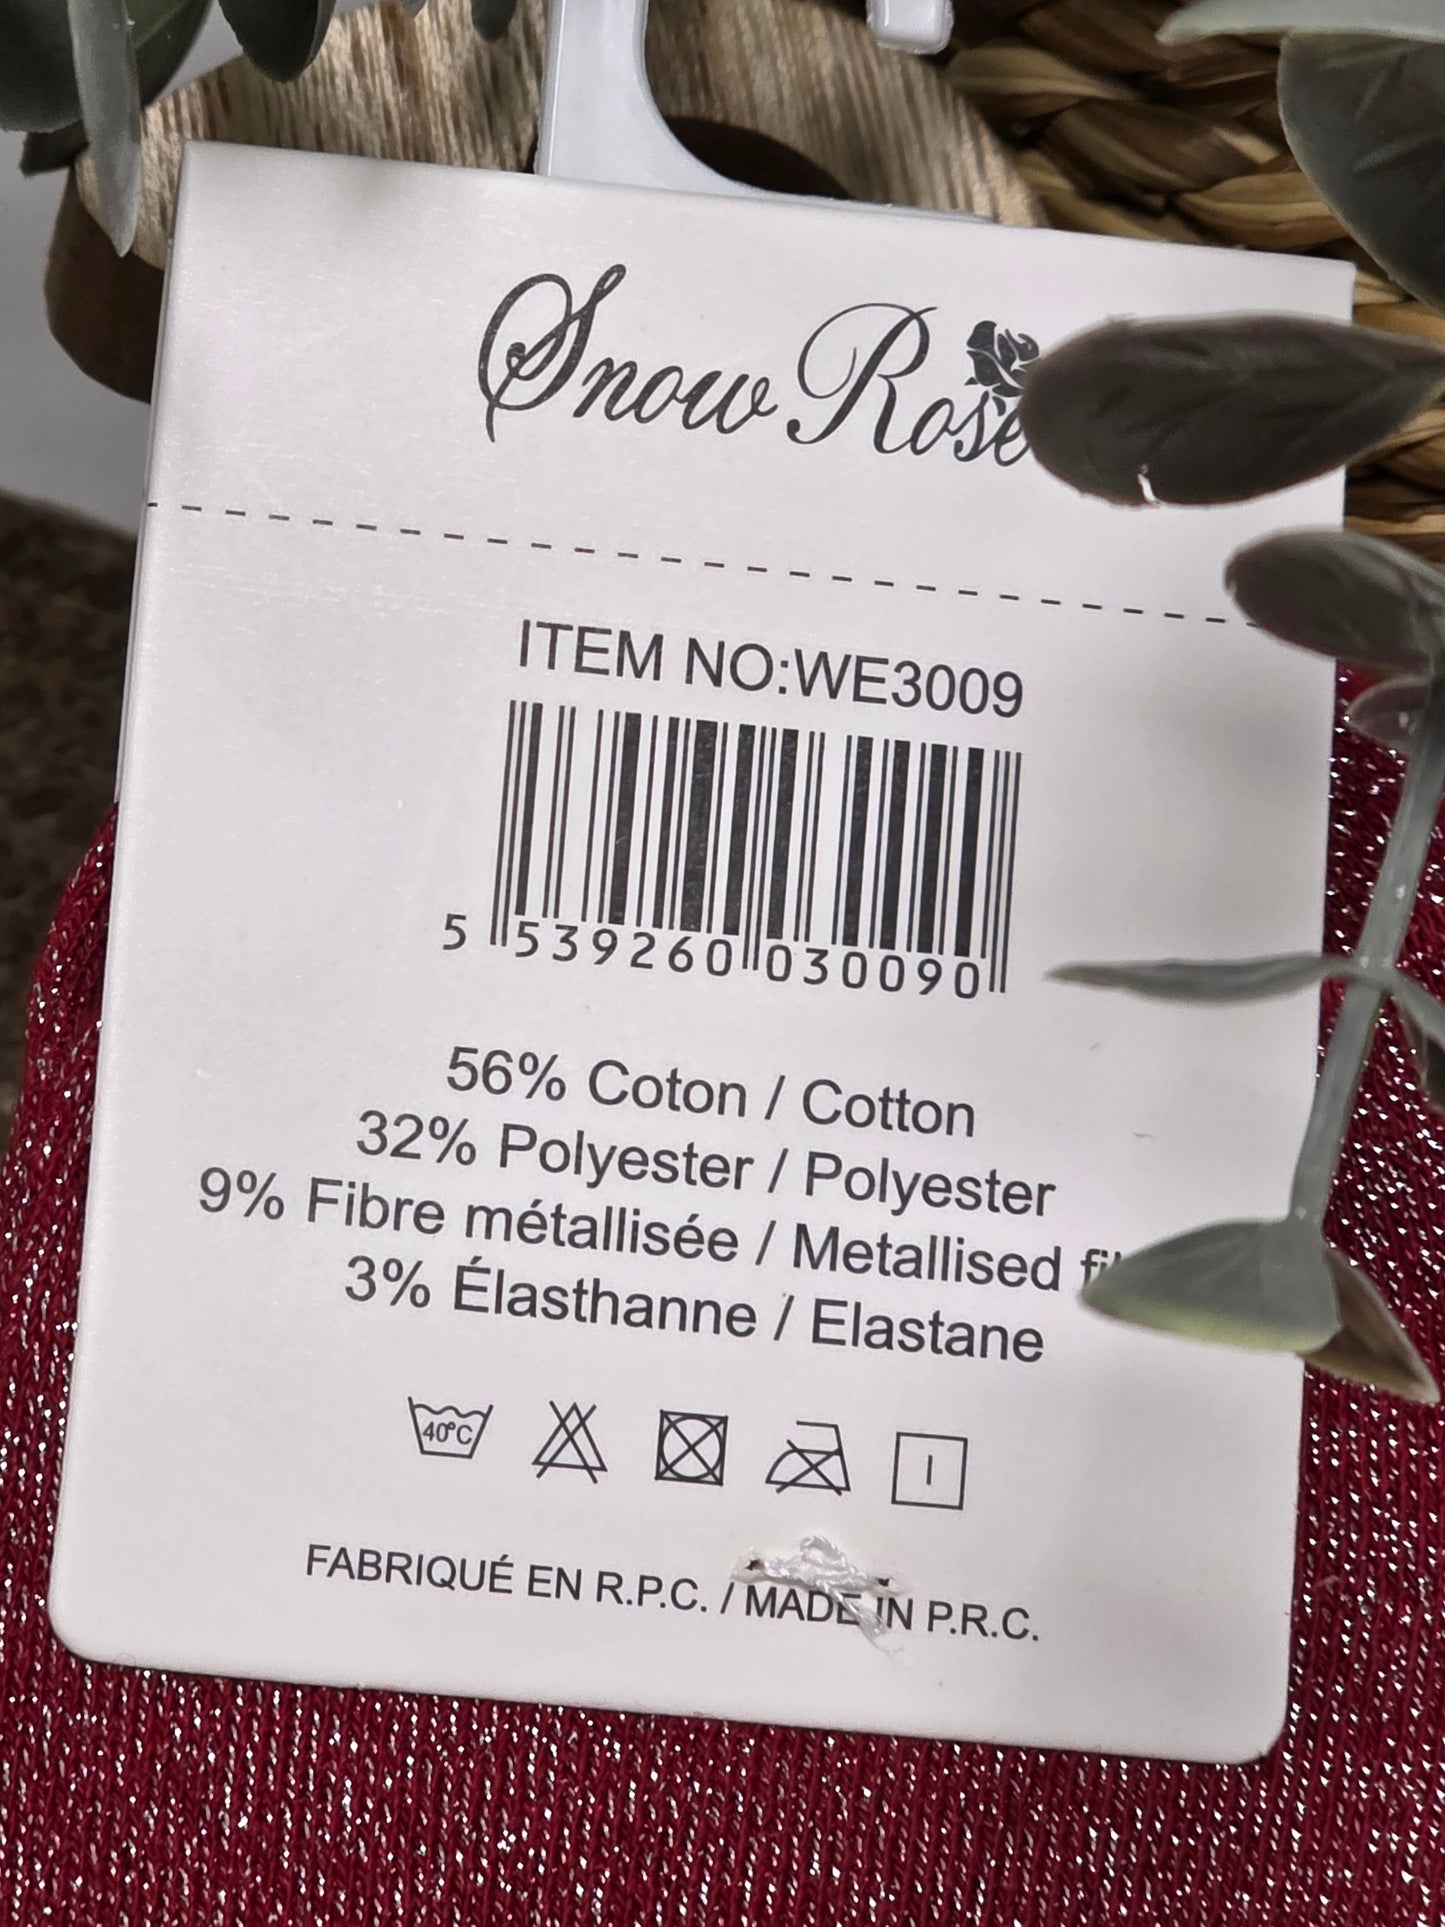 Snow Rose
ITEM NO:WE3009
5 539260 030090
56% Coton / Cotton
32% Polyester / Polyester
9% Fibre métallisée / Metallised
3% Élasthanne / Elastane
40°C
FABRIQUÉ EN R.P.C. / MADE IN P.R.C.